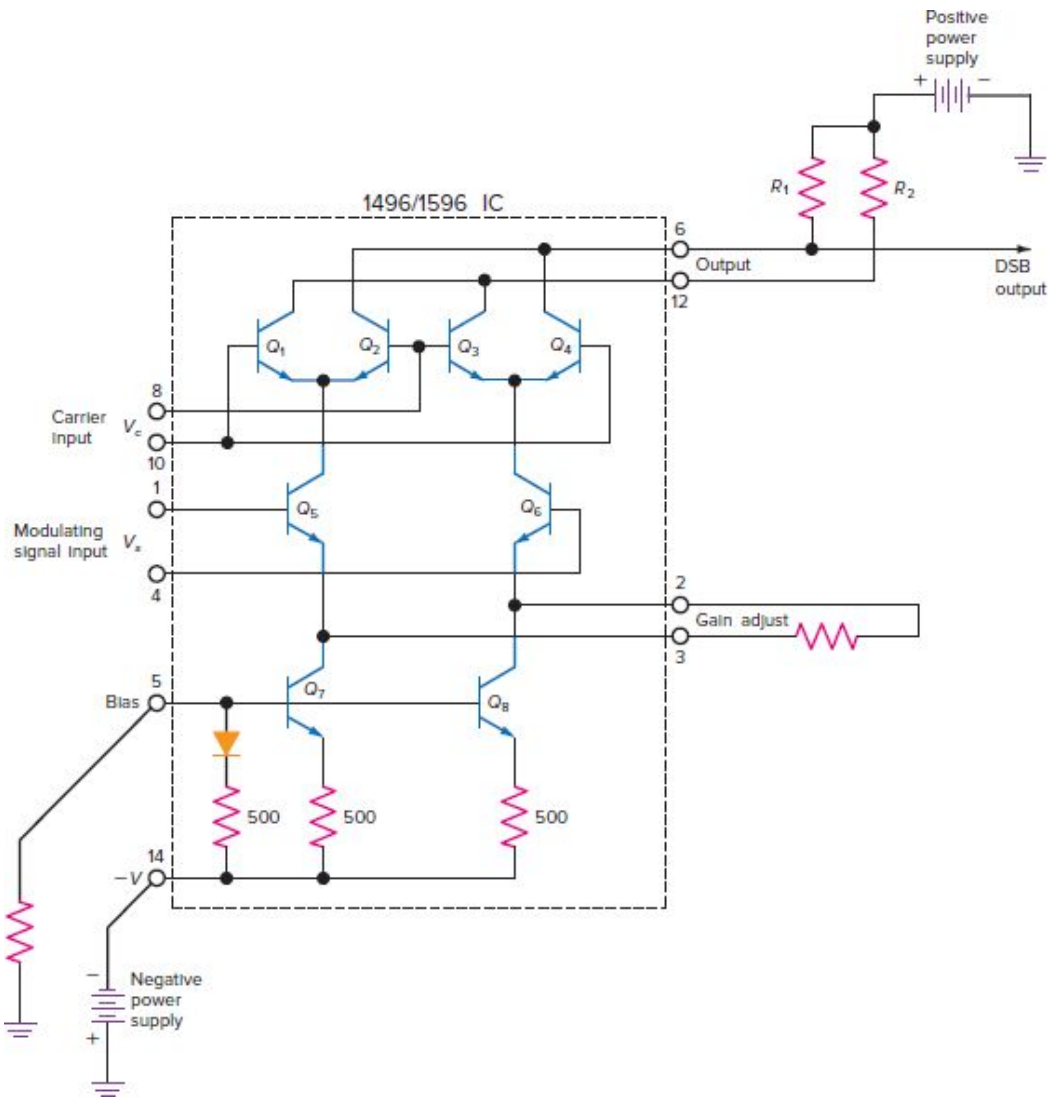 Positive
power
supply
+ −
R1
R2
1496/1596 IC
6
Output
12
DSB
output
Q1
Q2
Q3
Q4
8
Carrier
input
Vc
10
1
Q5
Q6
Modulating
signal input
Vs
4
2
Gain adjust
3
5
Bias
Q7
Q8
500
500
500
14
−V
−
Negative
power
supply
+